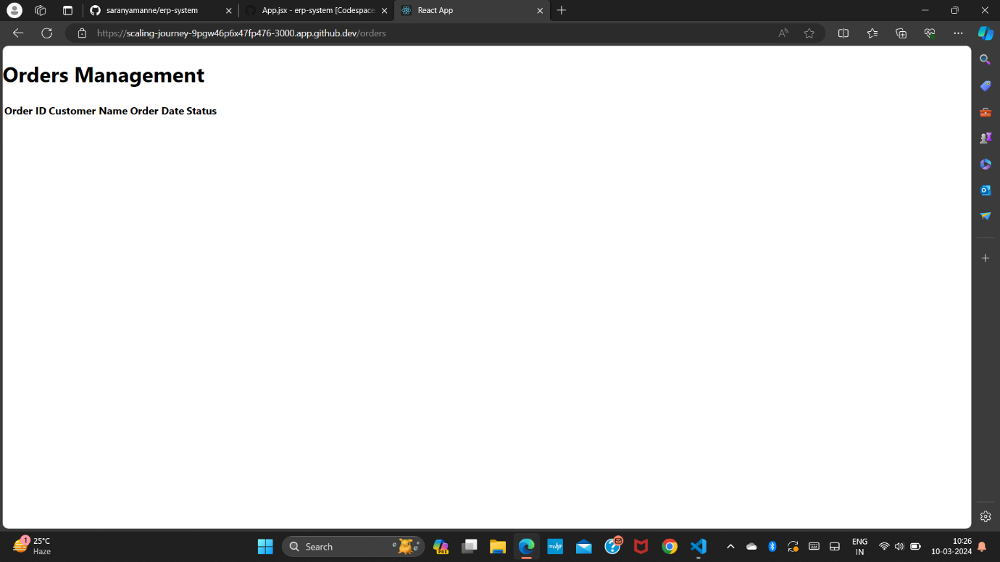 saranyamanne/erp-system
App.jsx - erp-system [Codespace
React App
https://scaling-journey-9pgw46p6x47fp476-3000.app.github.dev/orders
Orders Management
Order ID Customer Name Order Date Status
1
25°C
Haze
Search
PRE
myhp
ENG
IN
10:26
10-03-2024